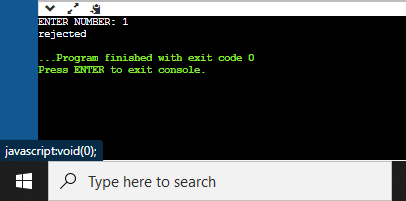 ENTER NUMBER: 1
rejected
...Program finished with exit code 0
Press ENTER to exit console.
javascript:void(0);
Type here to search